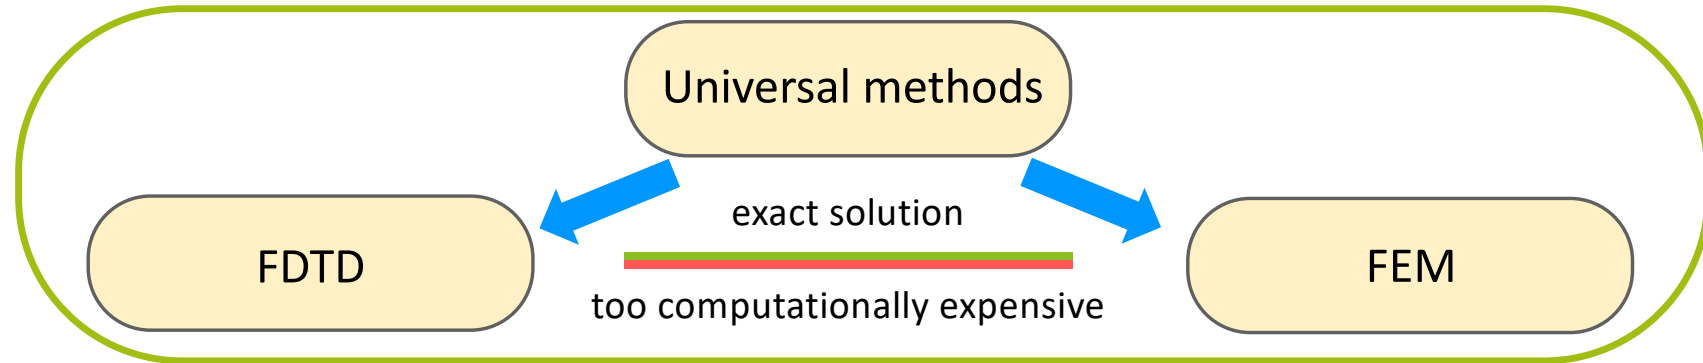 Universal methods
exact solution
FDTD
FEM
too computationally expensive